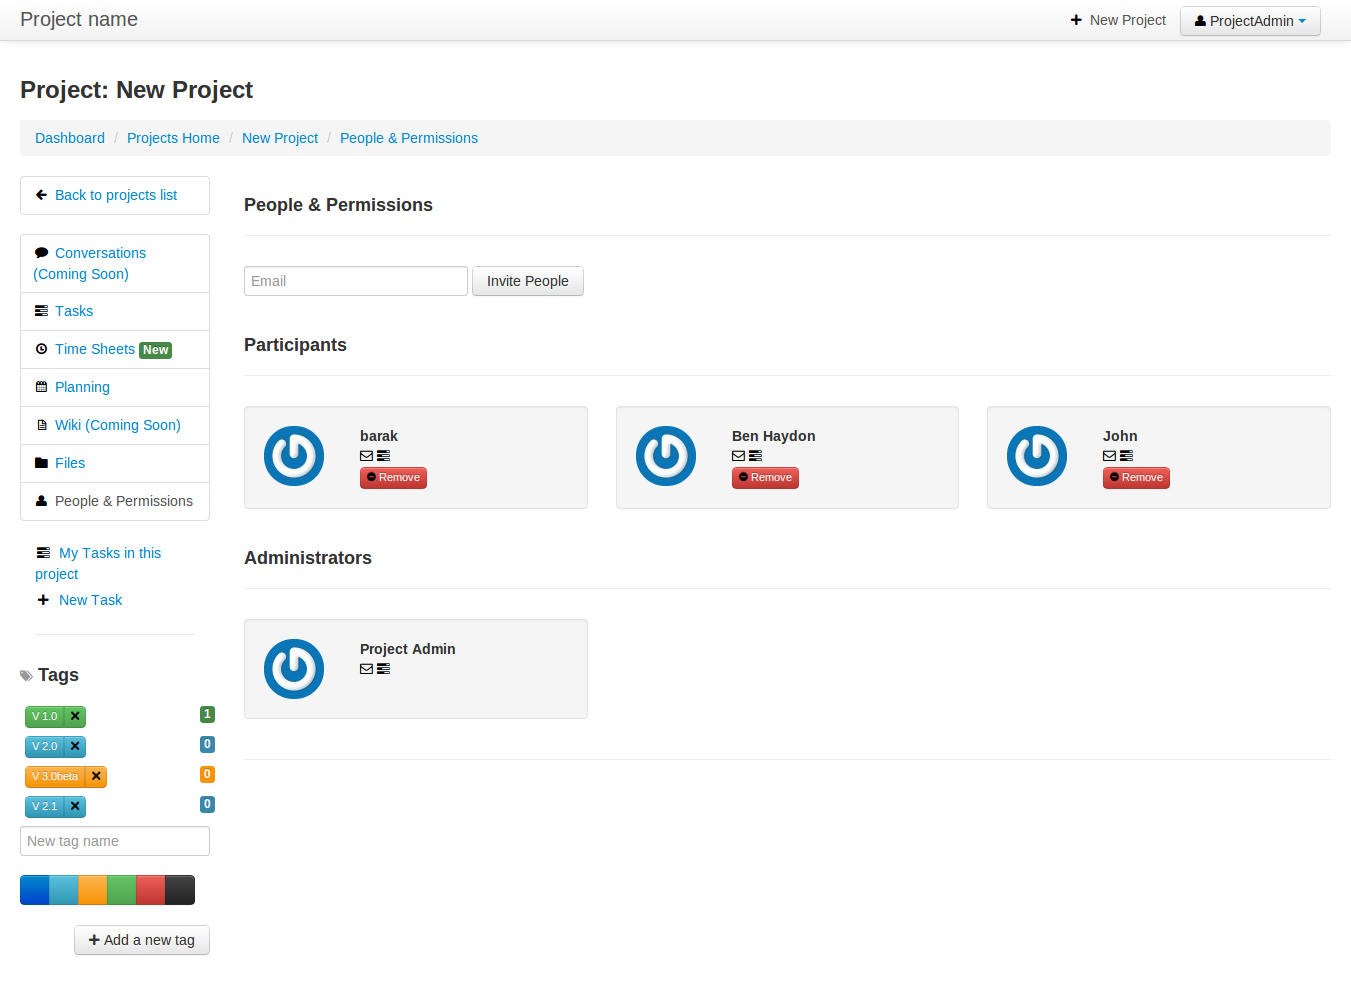 Project name
New Project
ProjectAdmin
Project: New Project
Dashboard / Projects Home / New Project / People & Permissions
Back to projects list
Conversations
(Coming Soon)
Tasks
Time Sheets New
Planning
Wiki (Coming Soon)
Files
People & Permissions
My Tasks in this
project
New Task
Tags
V 1.0 1
V 2.0 0
V 3.0beta 0
V 2.1 0
New tag name
Add a new tag
People & Permissions
Email
Invite People
Participants
barak
Remove
Ben Haydon
Remove
John
Remove
Administrators
Project Admin